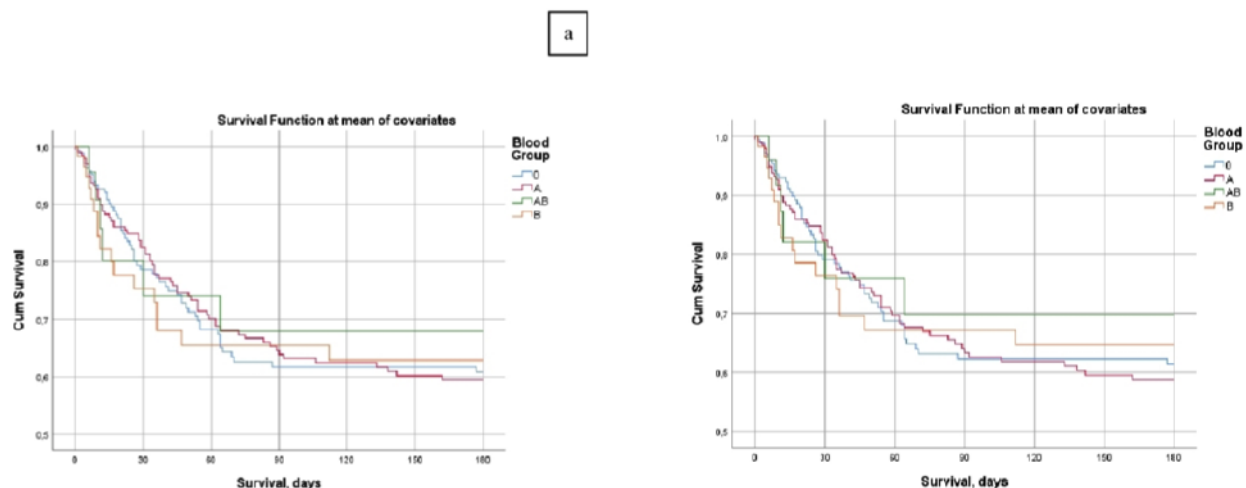 a
Survival Function at mean of covariates
Blood
Group
0
A
AB
B
1,0
0,9
0,8
0,7
0,6
0,5
Cum Survival
0
30
60
90
120
150
180
Survival, days
Survival Function at mean of covariates
Blood
Group
0
A
AB
B
1,0
0,9
0,8
0,7
0,6
0,5
Cum Survival
0
30
60
90
120
150
180
Survival, days